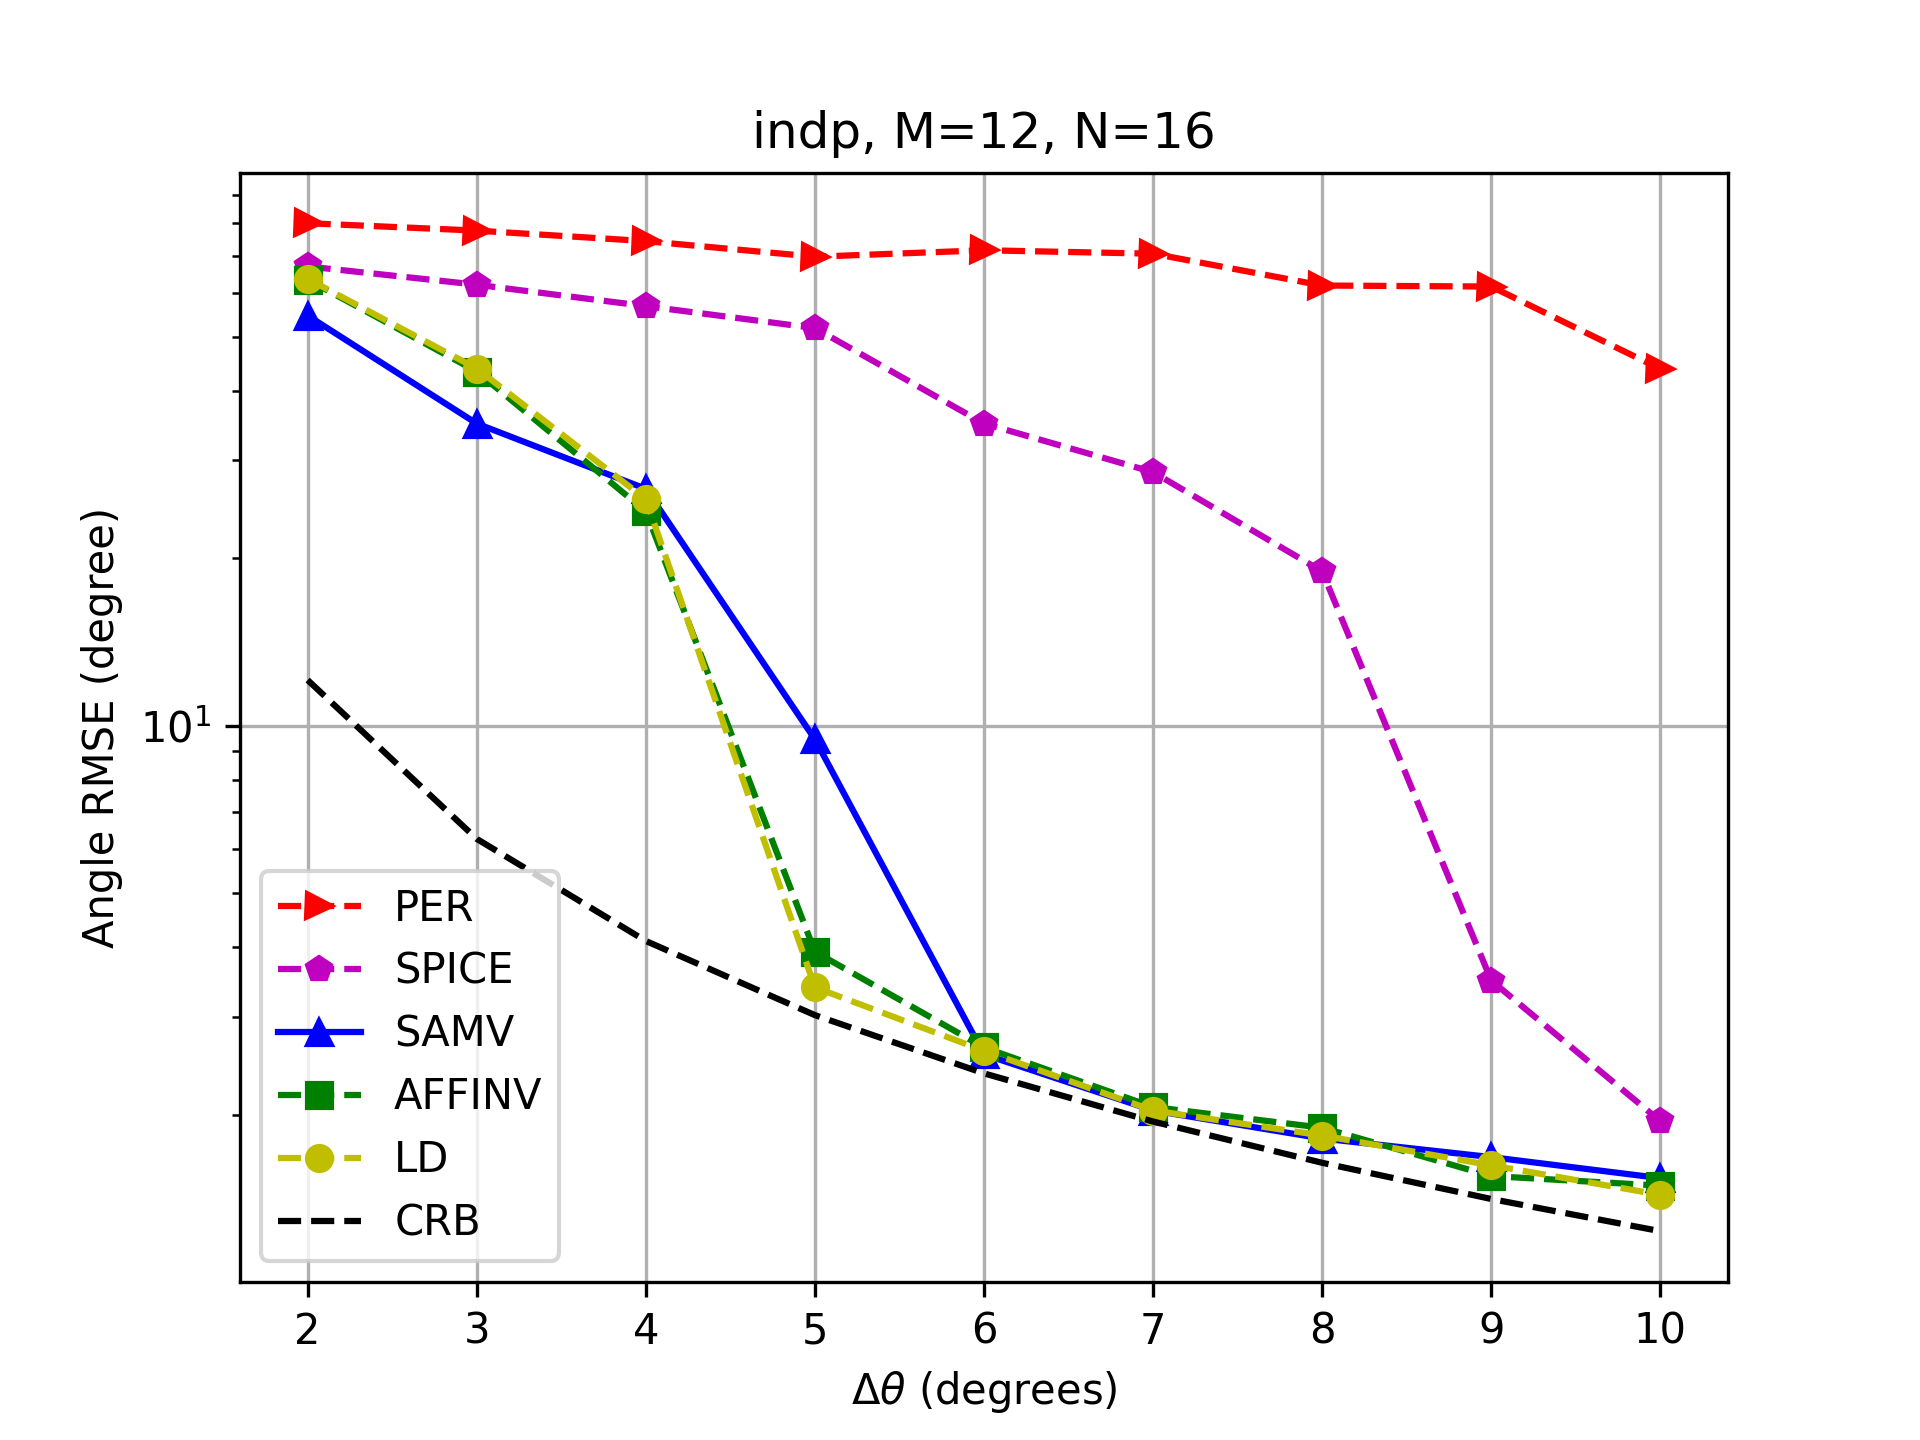 indp, M=12, N=16
Angle RMSE (degree)
10¹
PER
SPICE
SAMV
AFFINV
LD
CRB
2 3 4 5 6 7 8 9 10
Δθ (degrees)